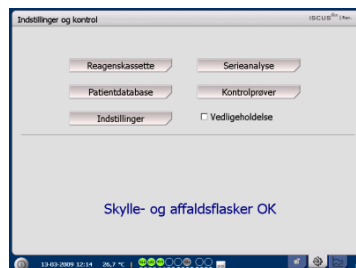 Indstillinger og kontrol
Reagenskassette
Serieanalyse
Patientdatabase
Kontrolprøver
Indstillinger
Vedligeholdelse
Skylle- og affaldsflasker OK
13-03-2009 12:14 26,7 °C